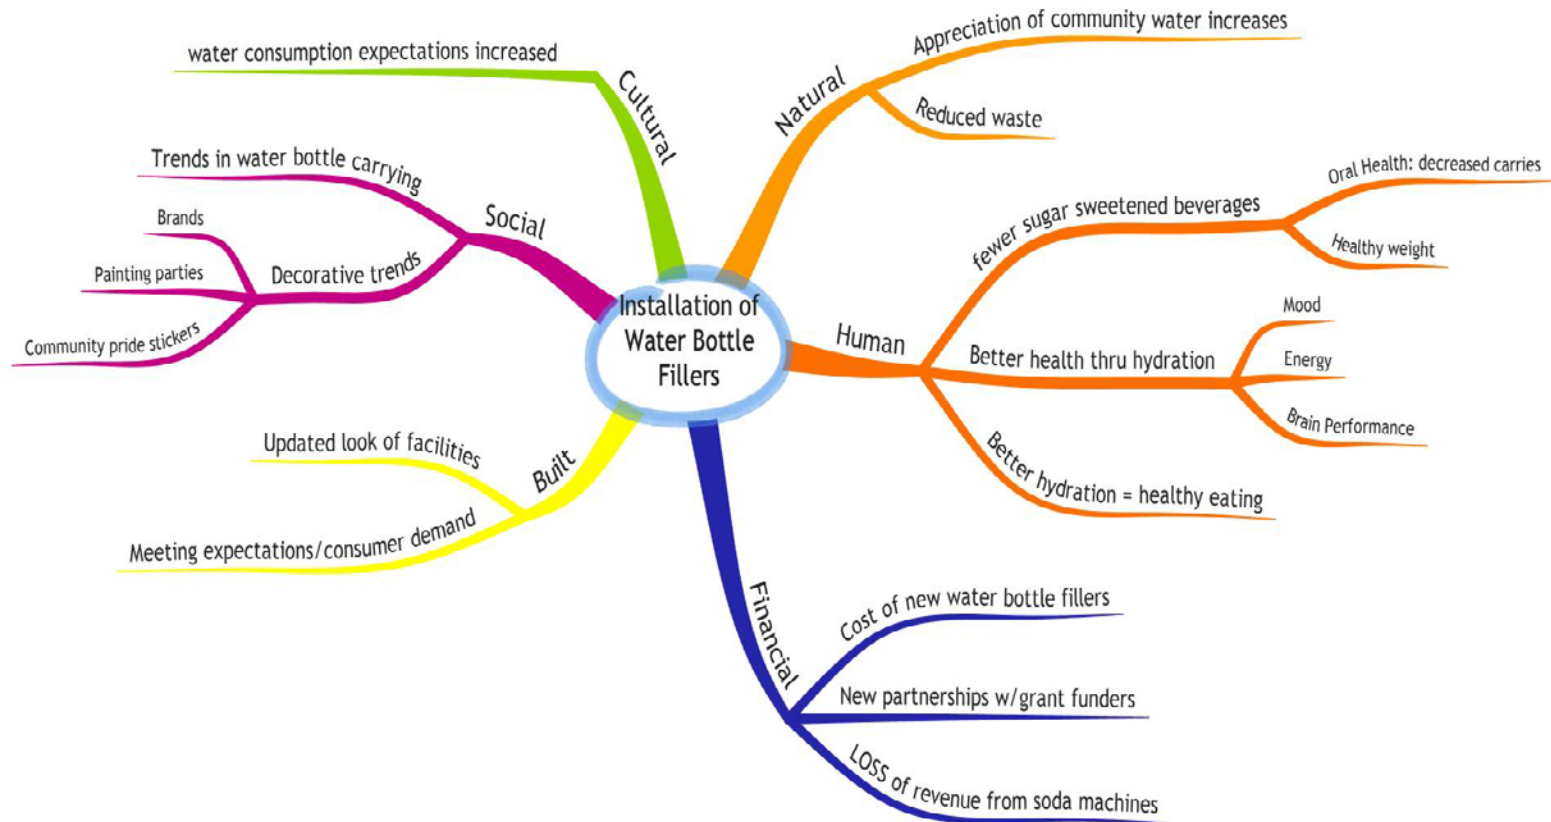 Installation of
Water Bottle
Fillers
Cultural
water consumption expectations increased
Natural
Appreciation of community water increases
Reduced waste
Human
fewer sugar sweetened beverages
Oral Health: decreased carries
Healthy weight
Better health thru hydration
Mood
Energy
Brain Performance
Better hydration = healthy eating
Financial
Cost of new water bottle fillers
New partnerships w/grant funders
LOSS of revenue from soda machines
Built
Updated look of facilities
Meeting expectations/consumer demand
Social
Trends in water bottle carrying
Decorative trends
Brands
Painting parties
Community pride stickers